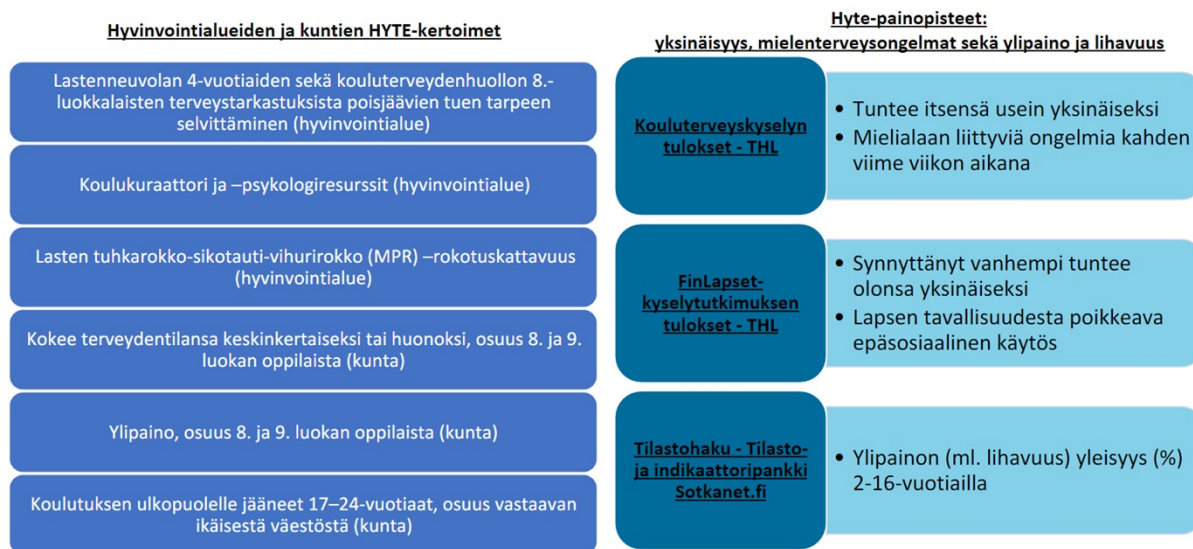 Hyvinvointialueiden ja kuntien HYTE-kertoimet
Lastenneuvolan 4-vuotiaiden sekä kouluterveydenhuollon 8.-
luokkalaisten terveystarkastuksista poisjäävien tuen tarpeen
selvittäminen (hyvinvointialue)
Koulukuraattori ja –psykologiresurssit (hyvinvointialue)
Lasten tuhkarokko-sikotauti-vihurirokko (MPR) –rokotuskattavuus
(hyvinvointialue)
Kokee terveydentilansa keskinkertaiseksi tai huonoksi, osuus 8. ja 9.
luokan oppilaista (kunta)
Ylipaino, osuus 8. ja 9. luokan oppilaista (kunta)
Koulutuksen ulkopuolelle jääneet 17–24-vuotiaat, osuus vastaavan
ikäisestä väestöstä (kunta)
Hyte-painopisteet:
yksinäisyys, mielenterveysongelmat sekä ylipaino ja lihavuus
Kouluterveyskyselyn
tulokset - THL
• Tuntee itsensä usein yksinäiseksi
• Mielialaan liittyviä ongelmia kahden
viime viikon aikana
FinLapset-
kyselytutkimuksen
tulokset - THL
• Synnyttänyt vanhempi tuntee
olonsa yksinäiseksi
• Lapsen tavallisuudesta poikkeava
epäsosiaalinen käytös
Tilastohaku - Tilasto-
ja indikaattoripankki
Sotkanet.fi
• Ylipainon (ml. lihavuus) yleisyys (%)
2-16-vuotiailla